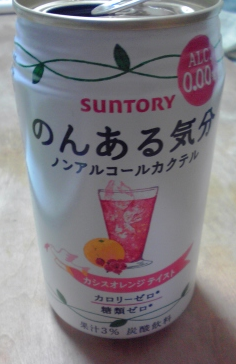 ALC
0.00
SUNTORY
のんある気分
ノンアルコールカクテル
カシスオレンジテイスト
カロリーゼロ*
糖類ゼロ*
果汁3% 炭酸飲料